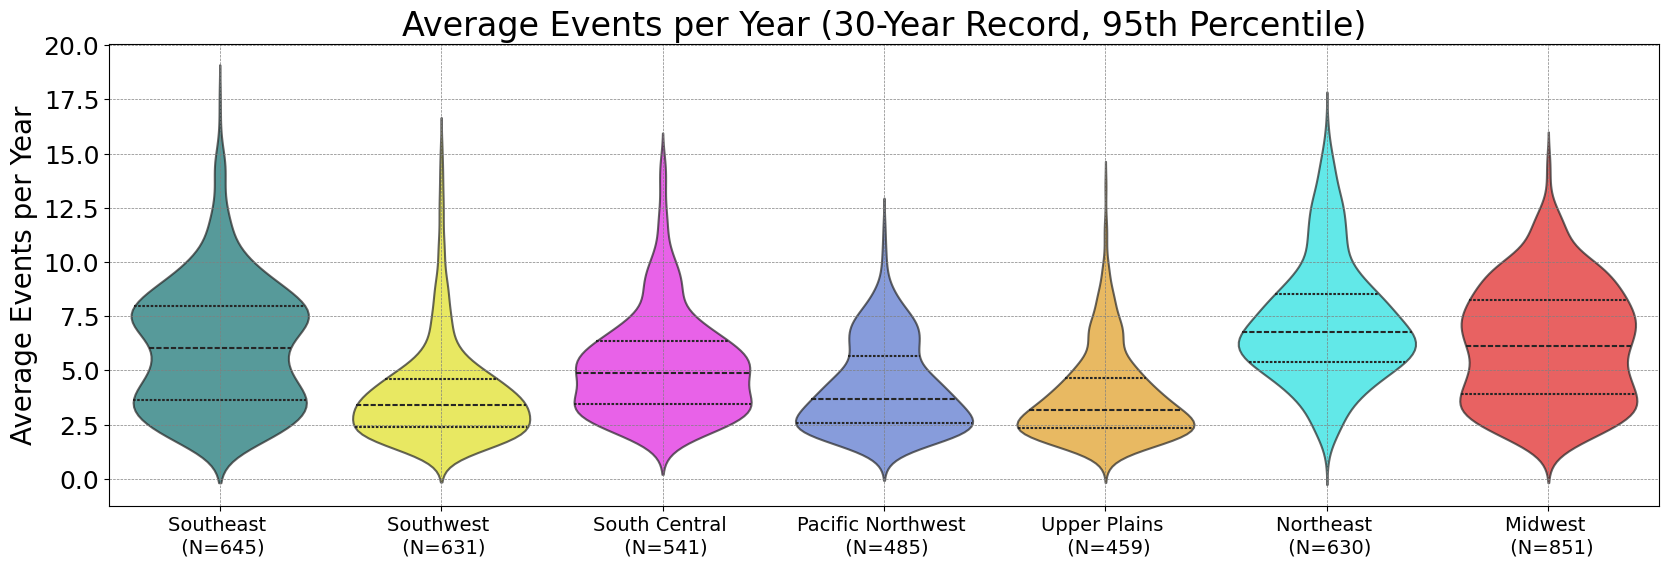 Average Events per Year (30-Year Record, 95th Percentile)
Average Events per Year
20.0
17.5
15.0
12.5
10.0
7.5
5.0
2.5
0.0
Southeast Southwest South Central Pacific Northwest Upper Plains Northeast Midwest
(N=645) (N=631) (N=541) (N=485) (N=459) (N=630) (N=851)